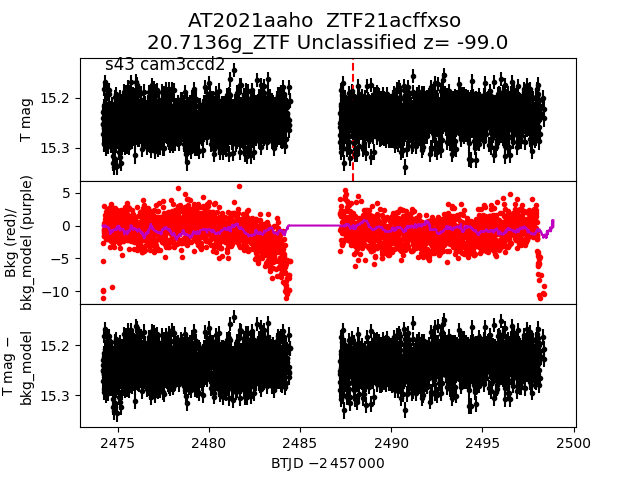 AT2021aaho ZTF21acffxso
20.7136g_ZTF Unclassified z= -99.0
s43 cam3ccd2
T mag
15.2
15.3
Bkg (red)/
bkg_model (purple)
5
0
−5
−10
T mag −
bkg_model
15.2
15.3
2475 2480 2485 2490 2495 2500
BTJD −2 457 000